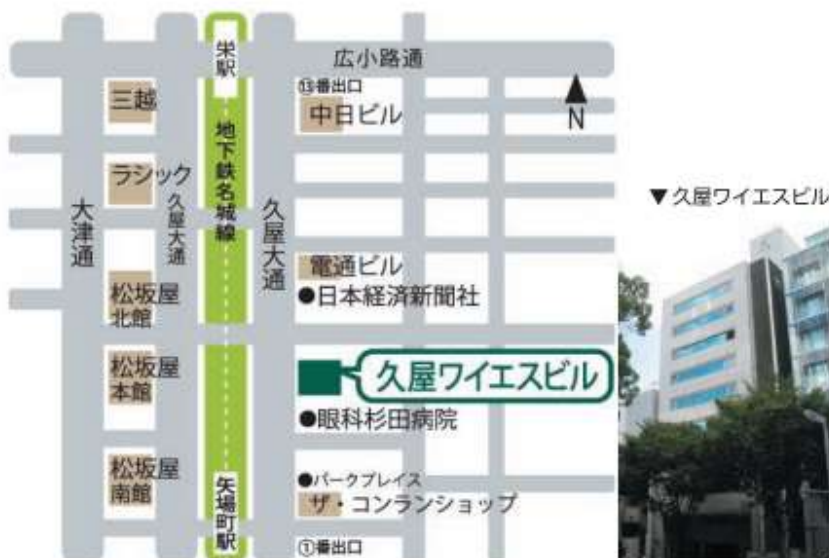 栄駅
広小路通
⑬番出口
三越
中日ビル
N
地下鉄名城線
ラシック
大津通
久屋大通
久屋大通
▼久屋ワイエスビル
電通ビル
松坂屋
北館
●日本経済新聞社
松坂屋
本館
久屋ワイエスビル
●眼科杉田病院
松坂屋
南館
●パークプレイス
ザ・コンランショップ
矢場町駅
①番出口